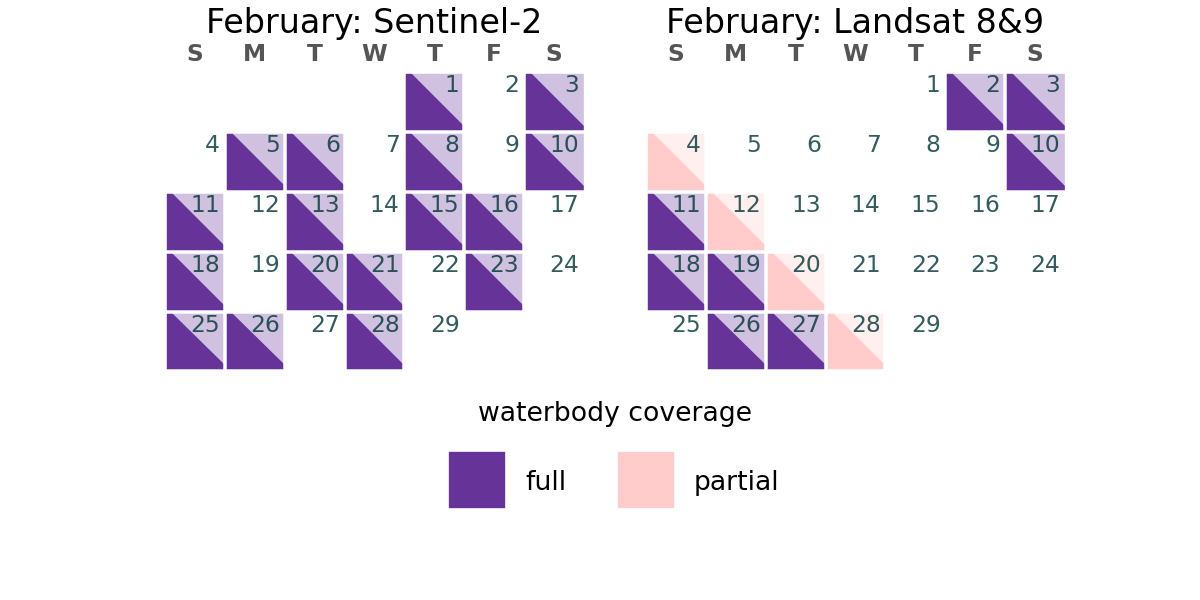 February: Sentinel-2
S M T W T F S
1 2 3
4 5 6 7 8 9 10
11 12 13 14 15 16 17
18 19 20 21 22 23 24
25 26 27 28 29
February: Landsat 8&9
S M T W T F S
1 2 3
4 5 6 7 8 9 10
11 12 13 14 15 16 17
18 19 20 21 22 23 24
25 26 27 28 29
waterbody coverage
full partial